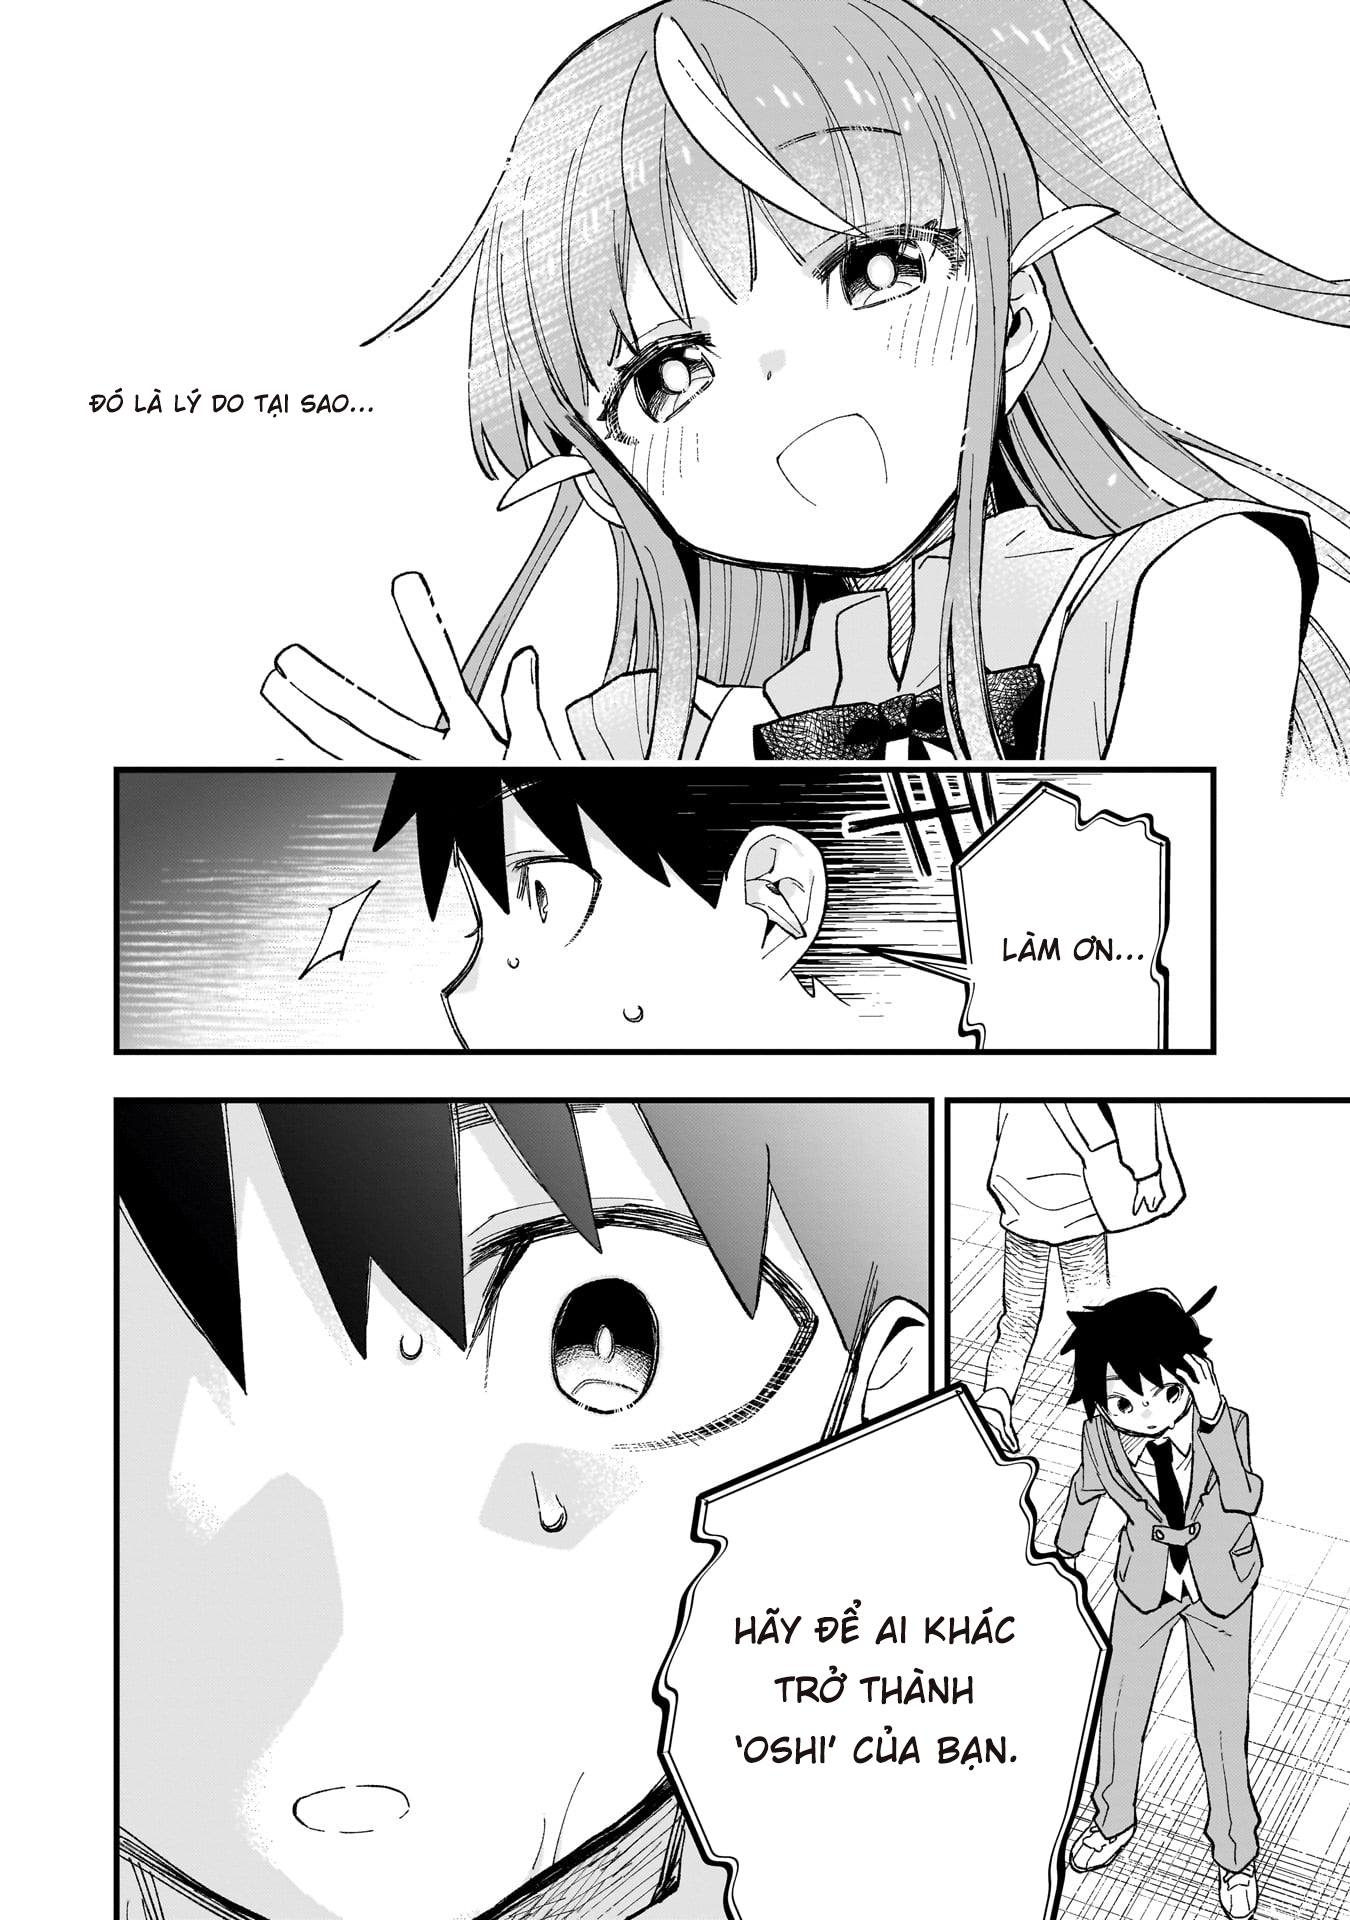 ĐÓ LÀ LÝ DO TẠI SAO...
LÀM ƠN...
HÃY ĐỂ AI KHÁC
TRỞ THÀNH
‘OSHI’ CỦA BẠN.